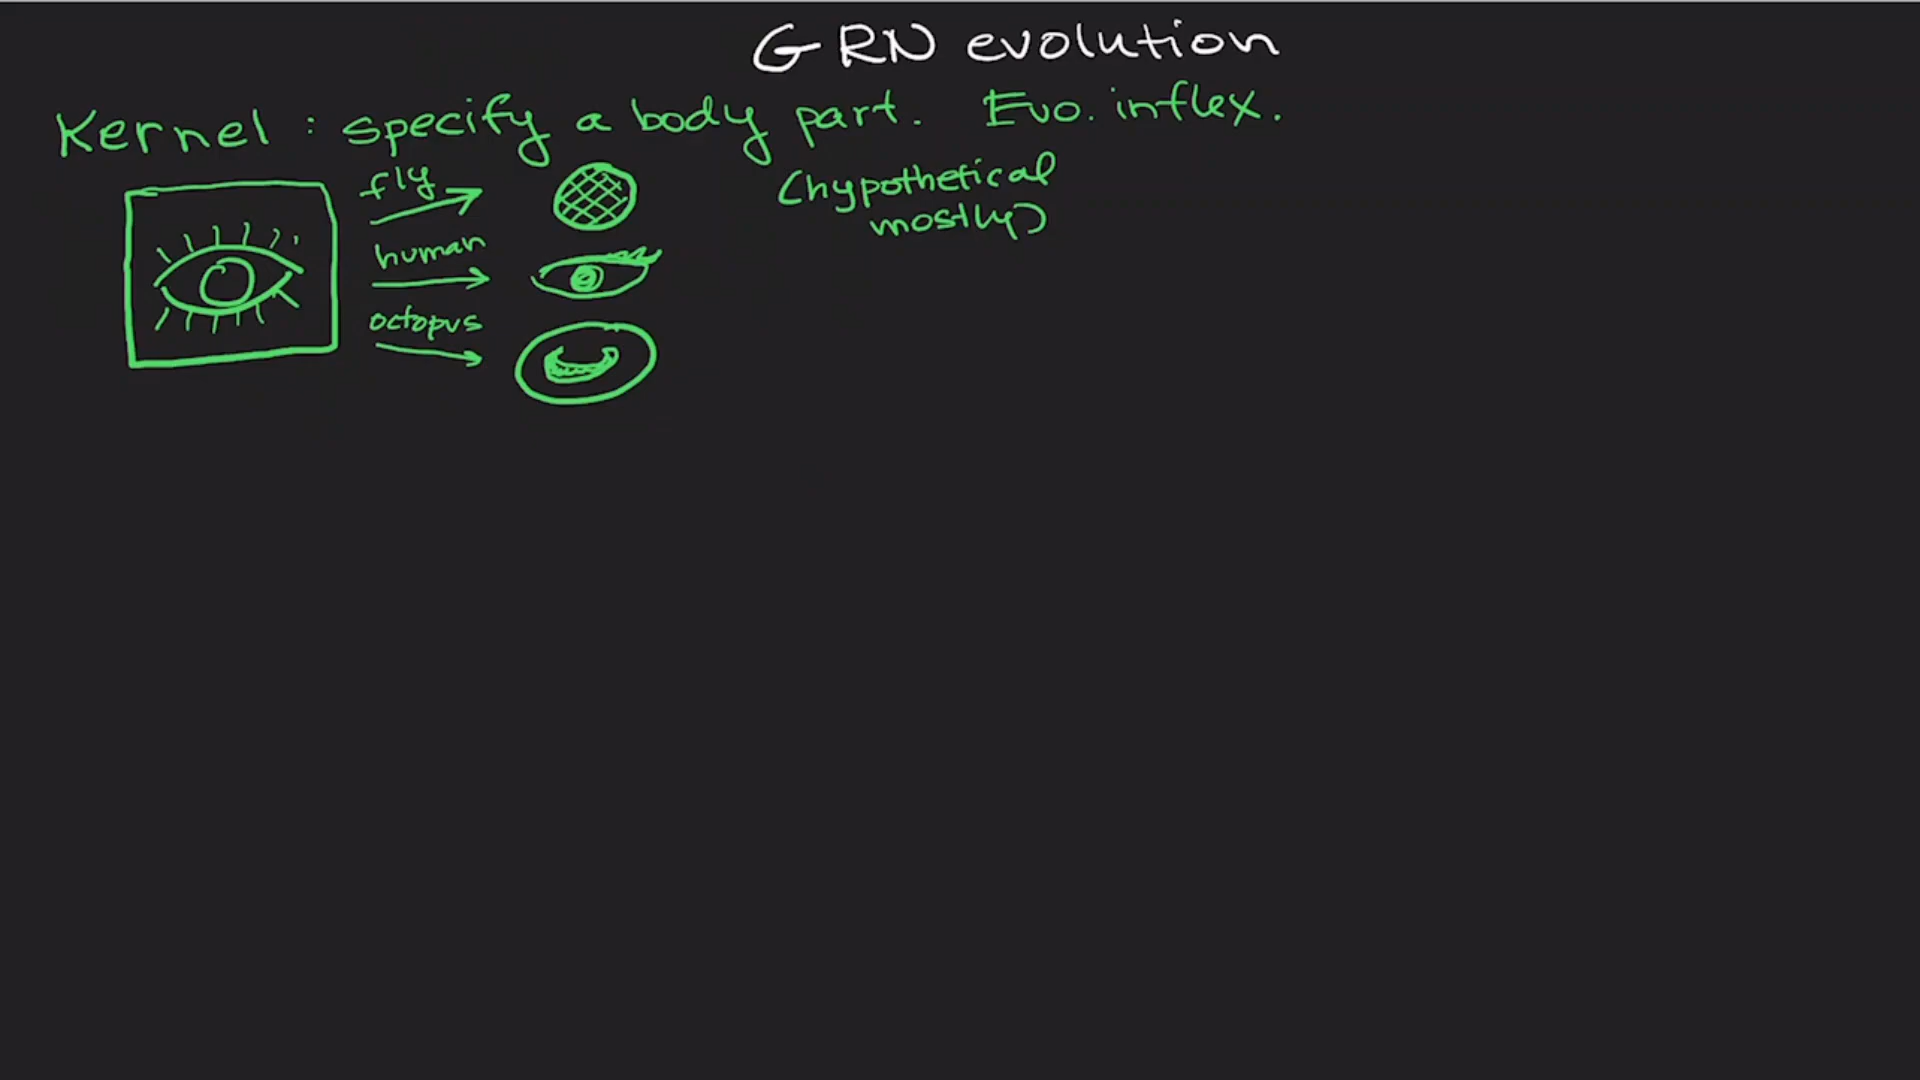 GRN evolution
Kernel : specify a body part. Evo. inflex.
(hypothetical
mostly)
fly
human
octopus